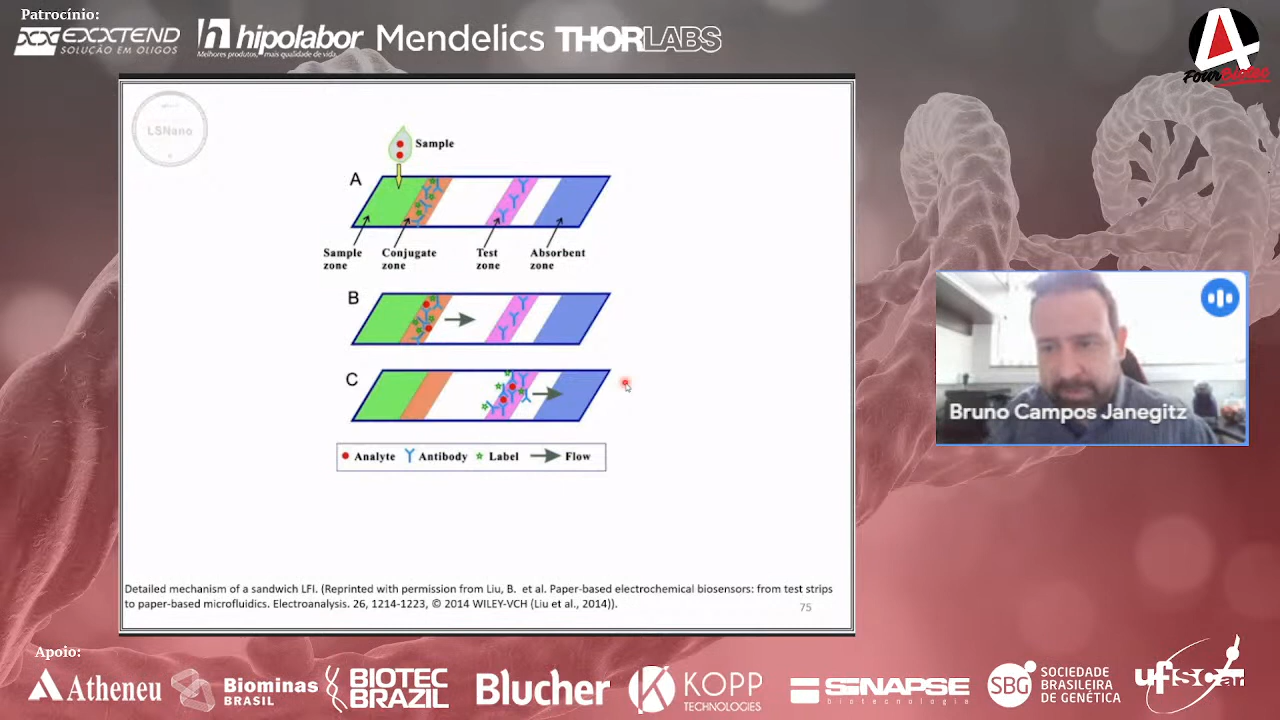 Patrocínio:
EXXTEND
SOLUÇÃO EM OLIGOS
hipolabor
Melhores produtos, mais qualidade de vida.
Mendelics
THORLABS
FourBiotec
LSNano
Sample
A
Sample zone
Conjugate zone
Test zone
Absorbent zone
B
C
Analyte Antibody Label Flow
Detailed mechanism of a sandwich LFI. (Reprinted with permission from Liu, B. et al. Paper-based electrochemical biosensors: from test strips
to paper-based microfluidics. Electroanalysis. 26, 1214-1223, © 2014 WILEY-VCH (Liu et al., 2014)).
75
Bruno Campos Janegitz
Apoio:
Atheneu
Biominas
BRASIL
BIOTEC
BRAZIL
Blucher
KOPP
TECHNOLOGIES
SINAPSE
biotecnologia
SBG
SOCIEDADE
BRASILEIRA
DE GENÉTICA
ufscar